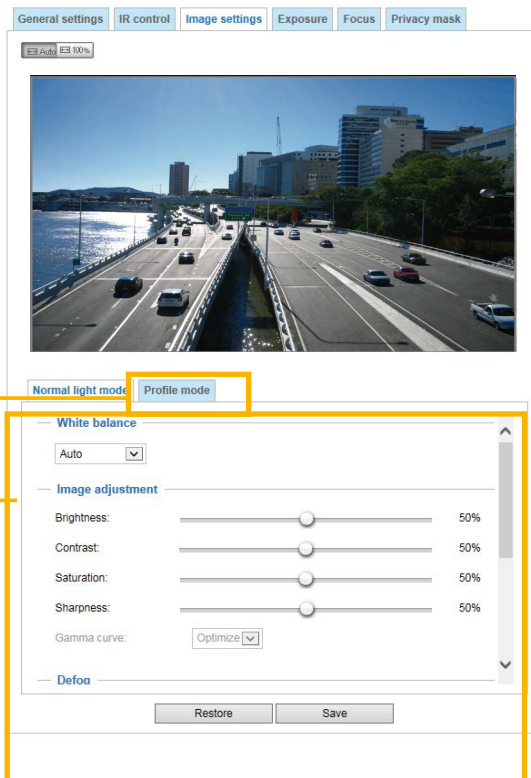 General settings IR control Image settings Exposure Focus Privacy mask
Auto 100%
Normal light mode Profile mode
White balance
Auto
Image adjustment
Brightness: 50%
Contrast: 50%
Saturation: 50%
Sharpness: 50%
Gamma curve: Optimize
Defog
Restore Save